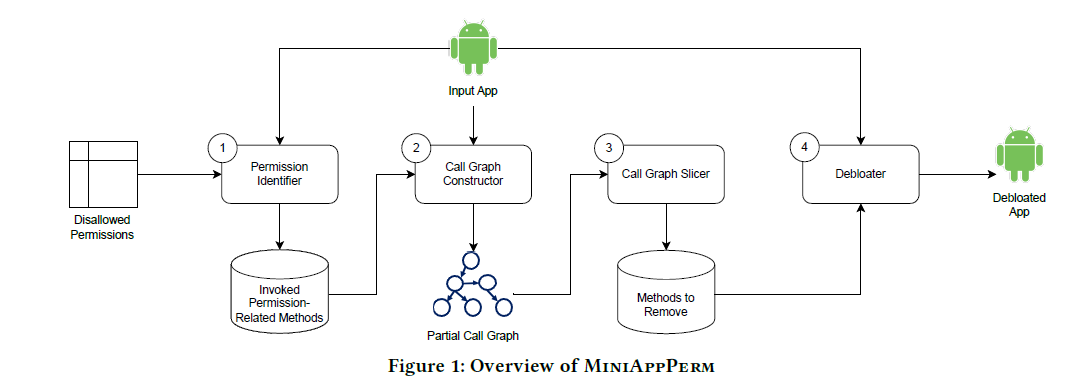 Input App
1
Permission
Identifier
2
Call Graph
Constructor
3
Call Graph Slicer
4
Debloater
Disallowed
Permissions
Debloated
App
Invoked
Permission-
Related Methods
Partial Call Graph
Methods to
Remove
Figure 1: Overview of MINIAPPPERM